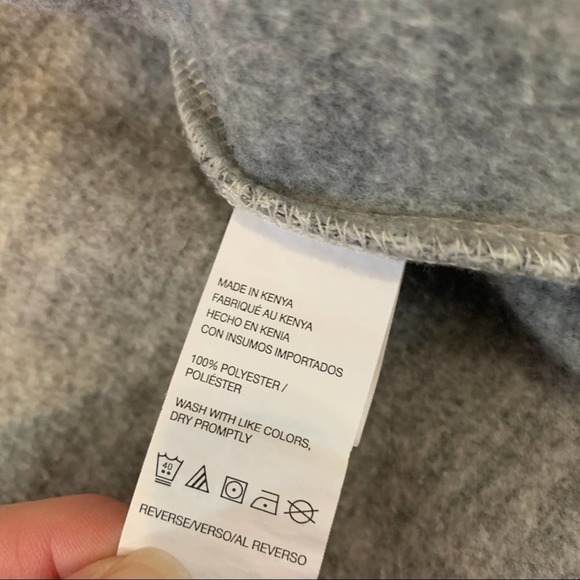 MADE IN KENYA
FABRIQUÉ AU KENYA
HECHO EN KENIA
CON INSUMOS IMPORTADOS
100% POLYESTER /
POLIÉSTER
WASH WITH LIKE COLORS,
DRY PROMPTLY
40
REVERSE/VERSO/AL REVERSO